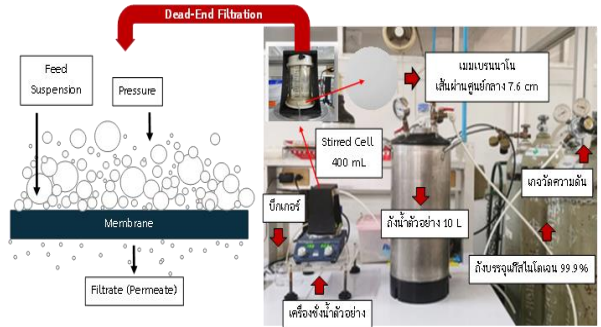 Dead-End Filtration
Feed
Suspension
Pressure
Membrane
Filtrate (Permeate)
เมมเบรนนาโน
เส้นผ่านศูนย์กลาง 7.6 cm
Stirred Cell
400 mL
เกจวัดความดัน
บีกเกอร์
ถังน้ำตัวอย่าง 10 L
ถังบรรจุแก๊สไนโตเจน 99.9%
เครื่องชั่งน้ำตัวอย่าง